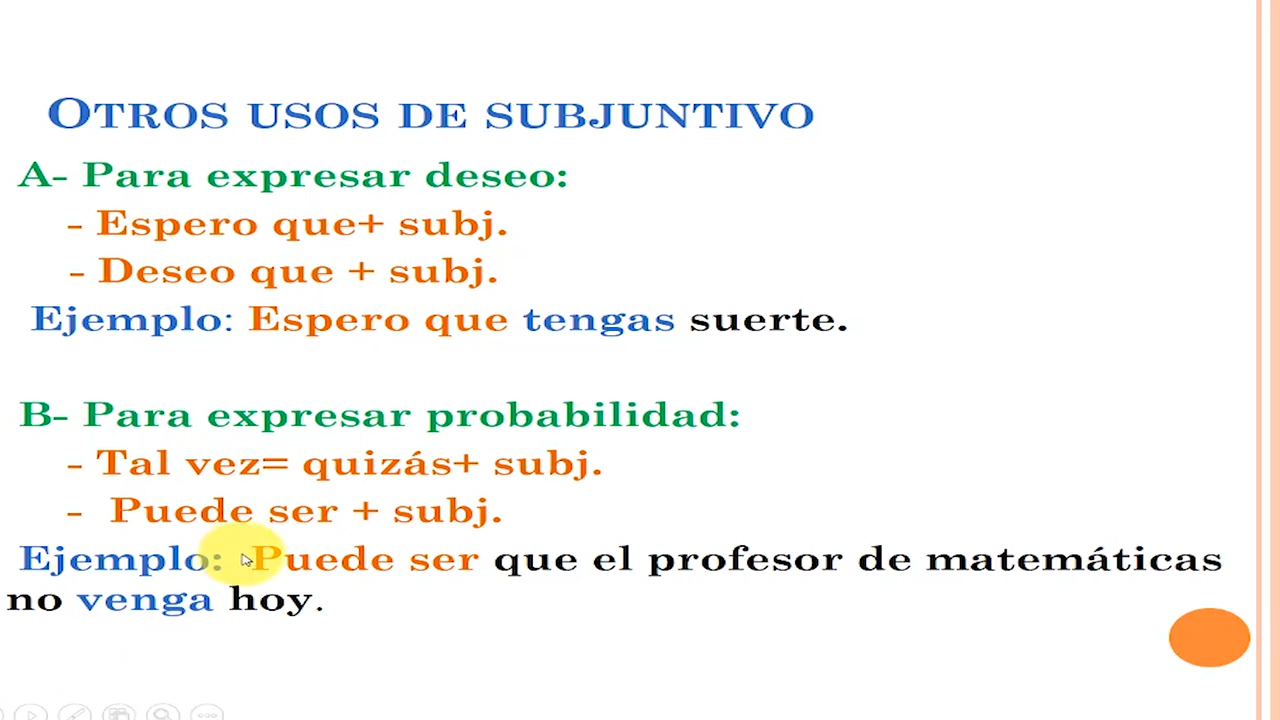 OTROS USOS DE SUBJUNTIVO
A- Para expresar deseo:
- Espero que+ subj.
- Deseo que + subj.
Ejemplo: Espero que tengas suerte.
B- Para expresar probabilidad:
- Tal vez= quizás+ subj.
- Puede ser + subj.
Ejemplo: Puede ser que el profesor de matemáticas
no venga hoy.